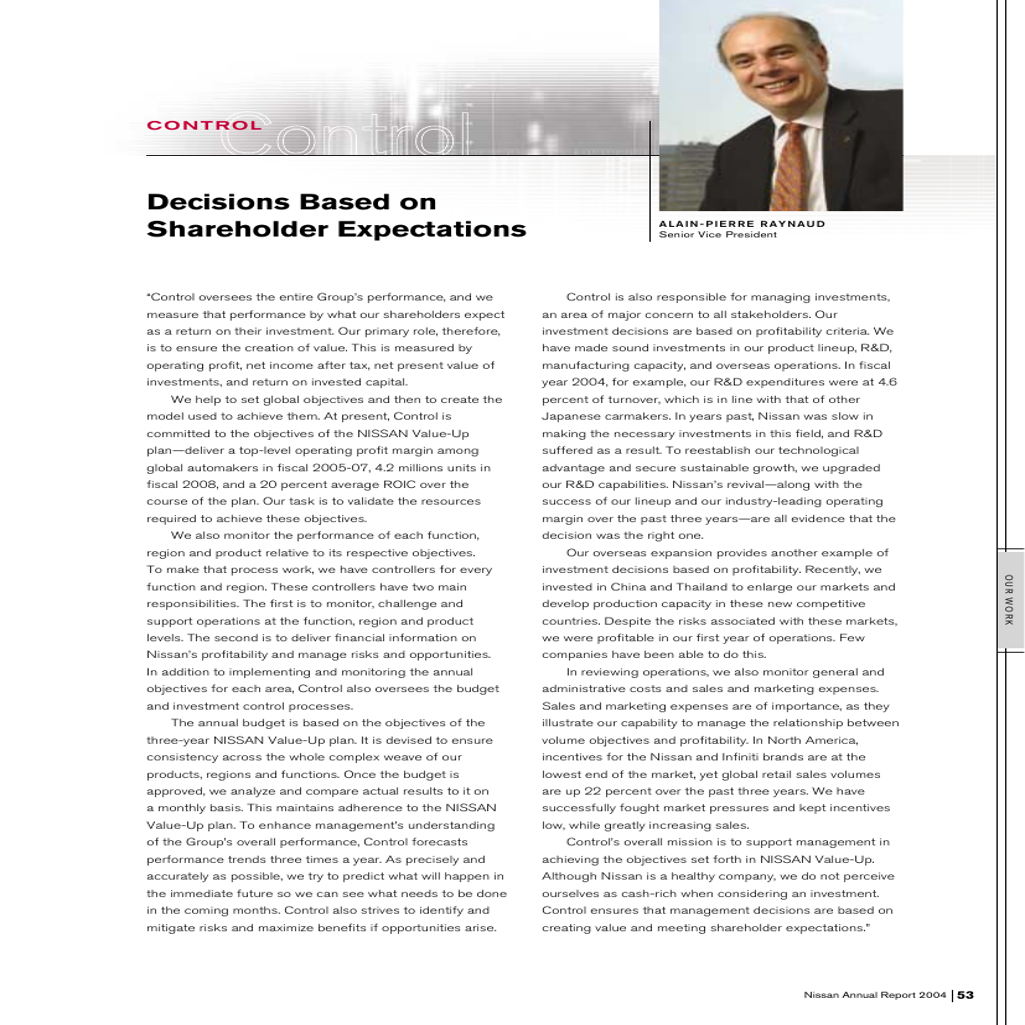 CONTROL
Control
Decisions Based on
Shareholder Expectations
ALAIN-PIERRE RAYNAUD
Senior Vice President
“Control oversees the entire Group’s performance, and we
measure that performance by what our shareholders expect
as a return on their investment. Our primary role, therefore,
is to ensure the creation of value. This is measured by
operating profit, net income after tax, net present value of
investments, and return on invested capital.
We help to set global objectives and then to create the
model used to achieve them. At present, Control is
committed to the objectives of the NISSAN Value-Up
plan—deliver a top-level operating profit margin among
global automakers in fiscal 2005-07, 4.2 millions units in
fiscal 2008, and a 20 percent average ROIC over the
course of the plan. Our task is to validate the resources
required to achieve these objectives.
We also monitor the performance of each function,
region and product relative to its respective objectives.
To make that process work, we have controllers for every
function and region. These controllers have two main
responsibilities. The first is to monitor, challenge and
support operations at the function, region and product
levels. The second is to deliver financial information on
Nissan’s profitability and manage risks and opportunities.
In addition to implementing and monitoring the annual
objectives for each area, Control also oversees the budget
and investment control processes.
The annual budget is based on the objectives of the
three-year NISSAN Value-Up plan. It is devised to ensure
consistency across the whole complex weave of our
products, regions and functions. Once the budget is
approved, we analyze and compare actual results to it on
a monthly basis. This maintains adherence to the NISSAN
Value-Up plan. To enhance management’s understanding
of the Group’s overall performance, Control forecasts
performance trends three times a year. As precisely and
accurately as possible, we try to predict what will happen in
the immediate future so we can see what needs to be done
in the coming months. Control also strives to identify and
mitigate risks and maximize benefits if opportunities arise.
Control is also responsible for managing investments,
an area of major concern to all stakeholders. Our
investment decisions are based on profitability criteria. We
have made sound investments in our product lineup, R&D,
manufacturing capacity, and overseas operations. In fiscal
year 2004, for example, our R&D expenditures were at 4.6
percent of turnover, which is in line with that of other
Japanese carmakers. In years past, Nissan was slow in
making the necessary investments in this field, and R&D
suffered as a result. To reestablish our technological
advantage and secure sustainable growth, we upgraded
our R&D capabilities. Nissan’s revival—along with the
success of our lineup and our industry-leading operating
margin over the past three years—are all evidence that the
decision was the right one.
Our overseas expansion provides another example of
investment decisions based on profitability. Recently, we
invested in China and Thailand to enlarge our markets and
develop production capacity in these new competitive
countries. Despite the risks associated with these markets,
we were profitable in our first year of operations. Few
companies have been able to do this.
In reviewing operations, we also monitor general and
administrative costs and sales and marketing expenses.
Sales and marketing expenses are of importance, as they
illustrate our capability to manage the relationship between
volume objectives and profitability. In North America,
incentives for the Nissan and Infiniti brands are at the
lowest end of the market, yet global retail sales volumes
are up 22 percent over the past three years. We have
successfully fought market pressures and kept incentives
low, while greatly increasing sales.
Control’s overall mission is to support management in
achieving the objectives set forth in NISSAN Value-Up.
Although Nissan is a healthy company, we do not perceive
ourselves as cash-rich when considering an investment.
Control ensures that management decisions are based on
creating value and meeting shareholder expectations.”
OUR WORK
Nissan Annual Report 2004 53